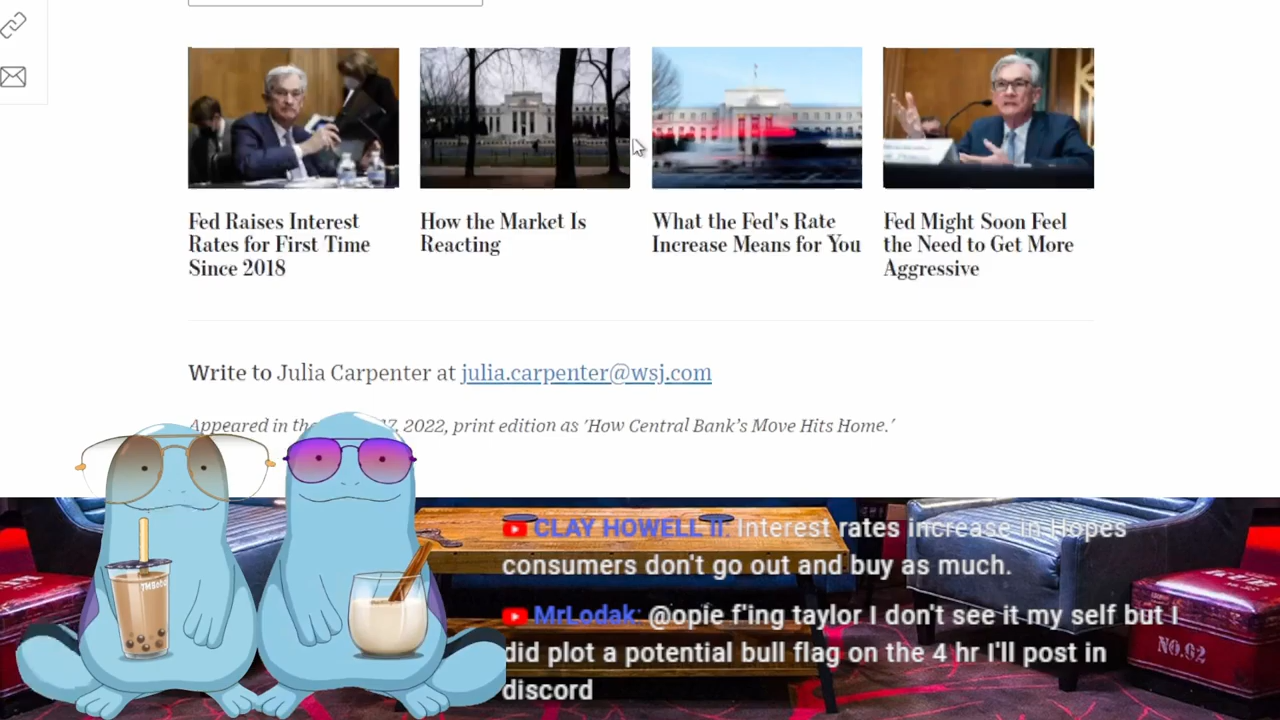 Fed Raises Interest
Rates for First Time
Since 2018
How the Market Is
Reacting
What the Fed's Rate
Increase Means for You
Fed Might Soon Feel
the Need to Get More
Aggressive
Write to Julia Carpenter at julia.carpenter@wsj.com
Appeared in the 17, 2022, print edition as 'How Central Bank's Move Hits Home.'
CLAY HOWELL II: Interest rates increase in Hopes
consumers don't go out and buy as much.
MrLodak: @opie f'ing taylor I don't see it my self but I
did plot a potential bull flag on the 4 hr I'll post in
discord
NO.62